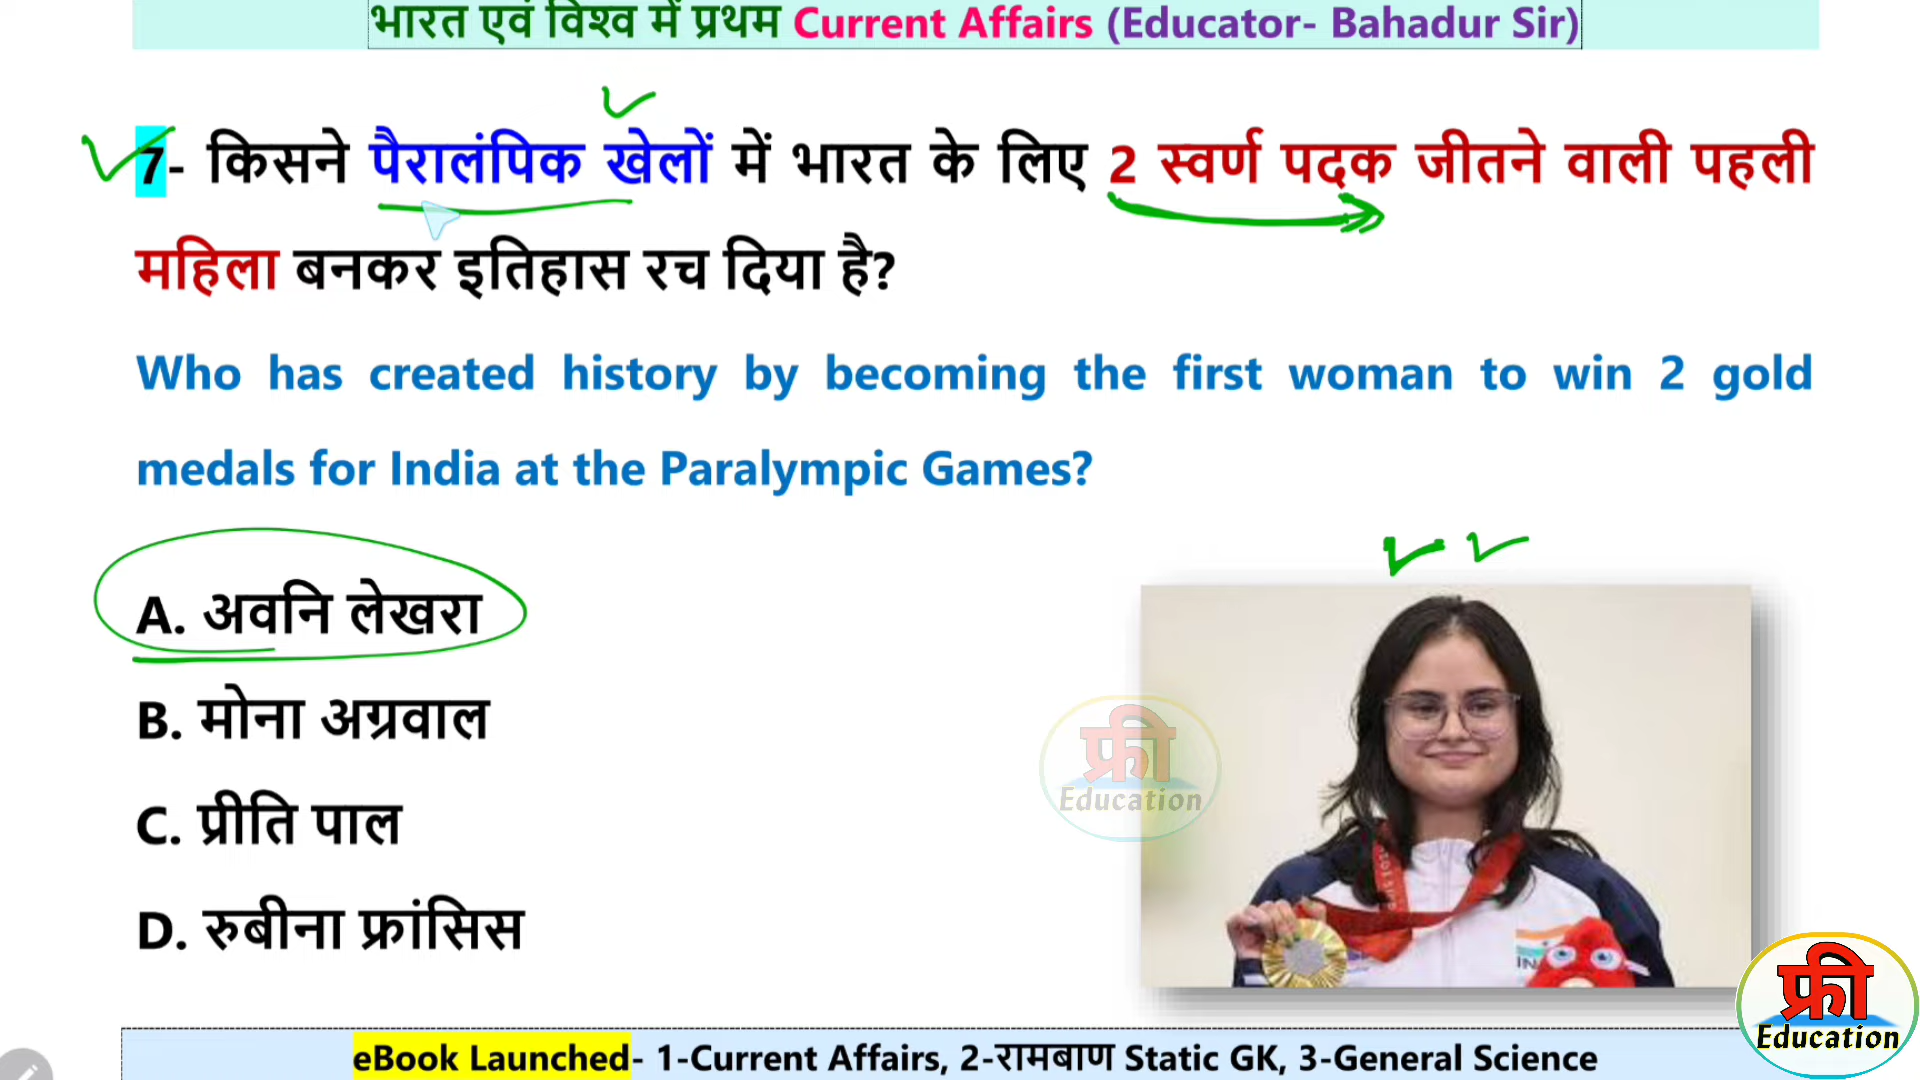 भारत एवं विश्व में प्रथम Current Affairs (Educator- Bahadur Sir)
7- किसने पैरालंपिक खेलों में भारत के लिए 2 स्वर्ण पदक जीतने वाली पहली
महिला बनकर इतिहास रच दिया है?
Who has created history by becoming the first woman to win 2 gold
medals for India at the Paralympic Games?
A. अवनि लेखरा
B. मोना अग्रवाल
C. प्रीति पाल
D. रुबीना फ्रांसिस
फ्री
Education
IN
फ्री
Education
eBook Launched- 1-Current Affairs, 2-रामबाण Static GK, 3-General Science